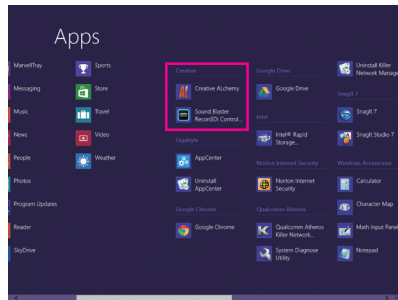 Apps
MarvellTray
Messaging
Music
News
People
Photos
Program Updates
Reader
SkyDrive
Sports
Store
Travel
Video
Weather
Creative
Creative ALchemy
Sound Blaster
Recon3Di Control...
Gigabyte
AppCenter
Uninstall
AppCenter
Google Chrome
Google Chrome
Google Drive
Google Drive
Intel
Intel® Rapid
Storage...
Norton Internet Security
Norton Internet
Security
Qualcomm Atheros
Qualcomm Atheros
Killer Network...
System Diagnose
Utility
Uninstall Killer
Network Manage
SnagIt 7
SnagIt 7
SnagIt Studio 7
Windows Accessories
Calculator
Character Map
Math Input Panel
Notepad